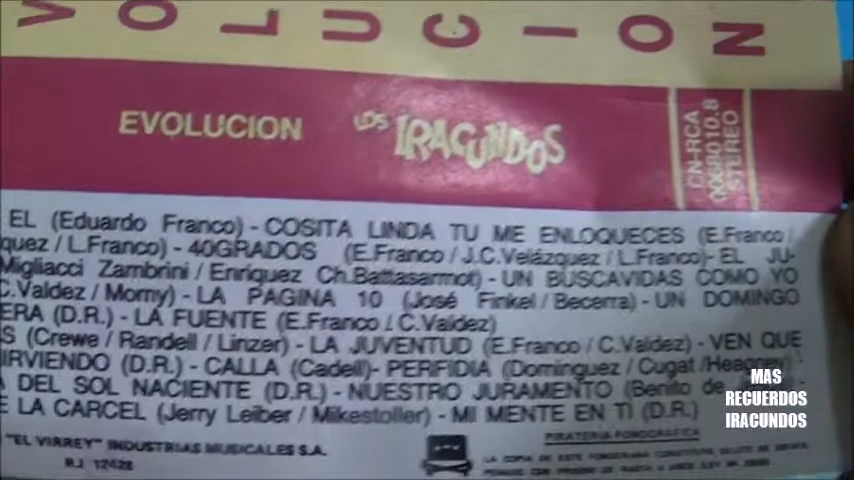 VOLUCION
EVOLUCION LOS IRACUNDOS CN-RCA
STEREO
EL (Eduardo Franco) - COSITA LINDA TU ME ENLOQUECES (E.Franco /
quez / L.Franco) - 40GRADOS (E.Franco / J.C.Velázquez / L.Franco)- EL JU-
Migliacci Zambrini / Enriquez Ch.Battasarmot) - UN BUSCAVIDAS COMO YO
C.Valdez / Momy) - LA PAGINA 10 (José Finkel / Becerra) - UN DOMINGO
ERA (D.R.) - LA FUENTE (E.Franco / C.Valdez)
S (Crewe / Randell / Linzer) - LA JUVENTUD (E.Franco / C.Valdez) - VEN QUE
IRVIENDO (D.R.) - CALLA (Cadell)- PERFIDIA (Dominguez / Cugat /
A DEL SOL NACIENTE (D.R.) - NUESTRO JURAMENTO (Benito de
E LA CARCEL (Jerry Leiber / Mikestoller) - MI MENTE EN TI (D.R.)
"EL VIRREY" INDUSTRIAS MUSICALES S.A.
R.I 12428
PIRATERIA FONOGRAFICA
MAS
RECUERDOS
IRACUNDOS